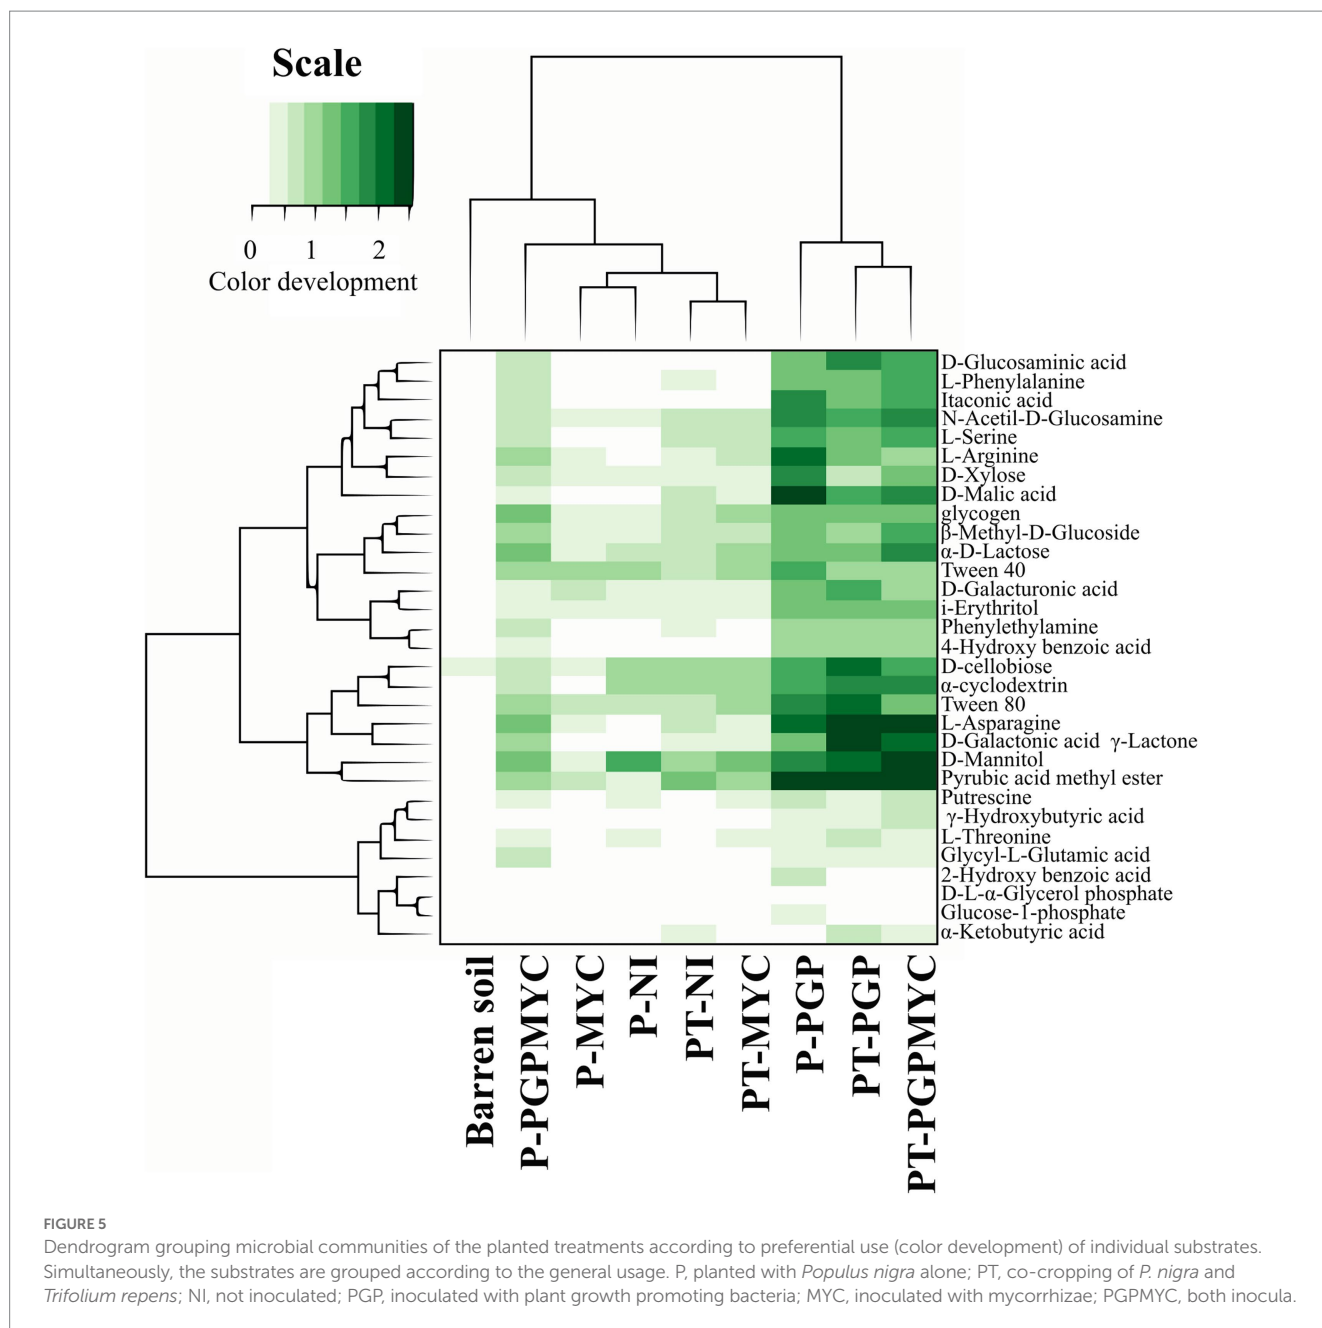 Scale
0 1 2
Color development
D-Glucosaminic acid
L-Phenylalanine
Itaconic acid
N-Acetil-D-Glucosamine
L-Serine
L-Arginine
D-Xylose
D-Malic acid
glycogen
β-Methyl-D-Glucoside
α-D-Lactose
Tween 40
D-Galacturonic acid
i-Erythritol
Phenylethylamine
4-Hydroxy benzoic acid
D-cellobiose
α-cyclodextrin
Tween 80
L-Asparagine
D-Galactonic acid γ-Lactone
D-Mannitol
Pyrubic acid methyl ester
Putrescine
γ-Hydroxybutyric acid
L-Threonine
Glycyl-L-Glutamic acid
2-Hydroxy benzoic acid
D-L-α-Glycerol phosphate
Glucose-1-phosphate
α-Ketobutyric acid
Barren soil
P-PGPMYC
P-MYC
P-NI
PT-NI
PT-MYC
P-PGP
PT-PGP
PT-PGPMYC
FIGURE 5
Dendrogram grouping microbial communities of the planted treatments according to preferential use (color development) of individual substrates.
Simultaneously, the substrates are grouped according to the general usage. P, planted with Populus nigra alone; PT, co-cropping of P. nigra and
Trifolium repens; NI, not inoculated; PGP, inoculated with plant growth promoting bacteria; MYC, inoculated with mycorrhizae; PGPMYC, both inocula.